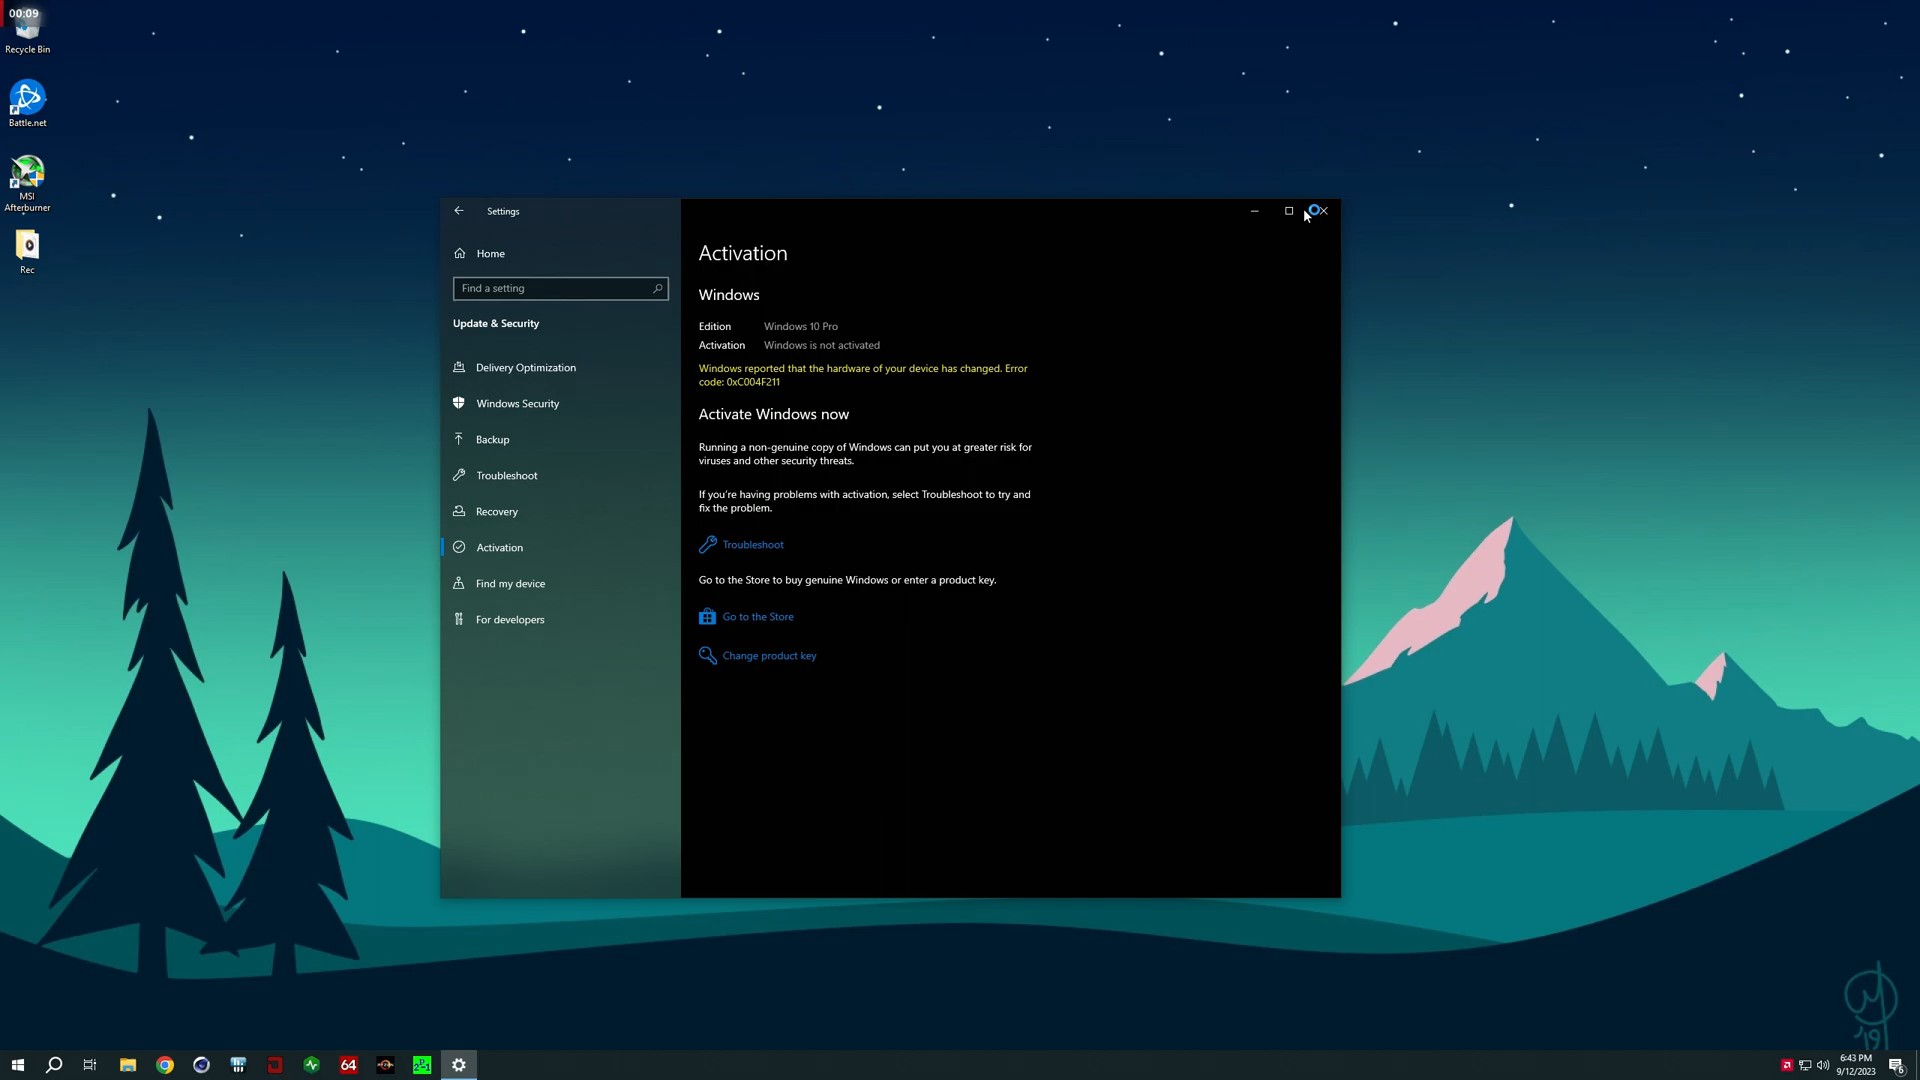 00:09
Recycle Bin
Battle.net
MSI
Afterburner
Rec
Settings
Home
Find a setting
Update & Security
Delivery Optimization
Windows Security
Backup
Troubleshoot
Recovery
Activation
Find my device
For developers
Activation
Windows
Edition Windows 10 Pro
Activation Windows is not activated
Windows reported that the hardware of your device has changed. Error
code: 0xC004F211
Activate Windows now
Running a non-genuine copy of Windows can put you at greater risk for
viruses and other security threats.
If you're having problems with activation, select Troubleshoot to try and
fix the problem.
Troubleshoot
Go to the Store to buy genuine Windows or enter a product key.
Go to the Store
Change product key
'19
64
6:43 PM
9/12/2023
6